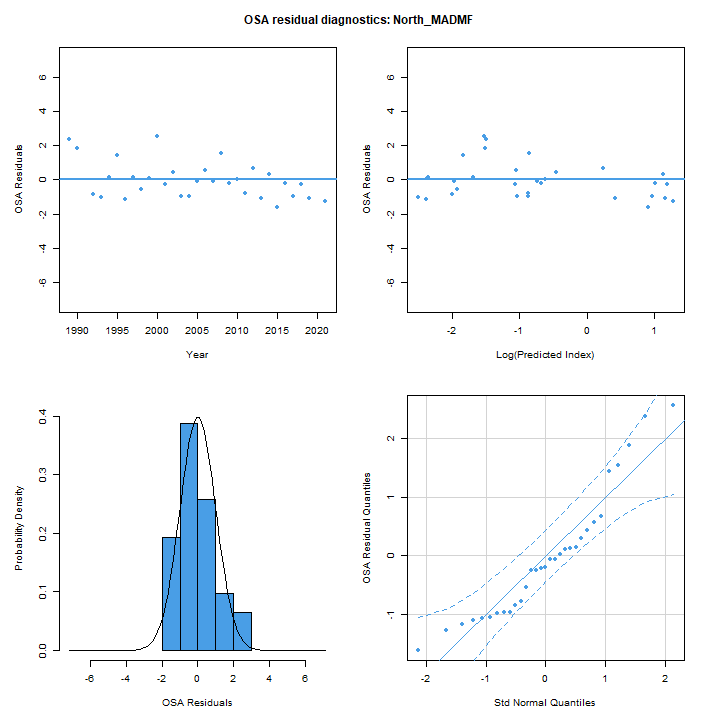 OSA residual diagnostics: North_MADMF
OSA Residuals
6
4
2
0
-2
-4
-6
1990 1995 2000 2005 2010 2015 2020
Year
OSA Residuals
6
4
2
0
-2
-4
-6
-2 -1 0 1
Log(Predicted Index)
Probability Density
0.4
0.3
0.2
0.1
0.0
-6 -4 -2 0 2 4 6
OSA Residuals
OSA Residual Quantiles
2
1
0
-1
-2 -1 0 1 2
Std Normal Quantiles